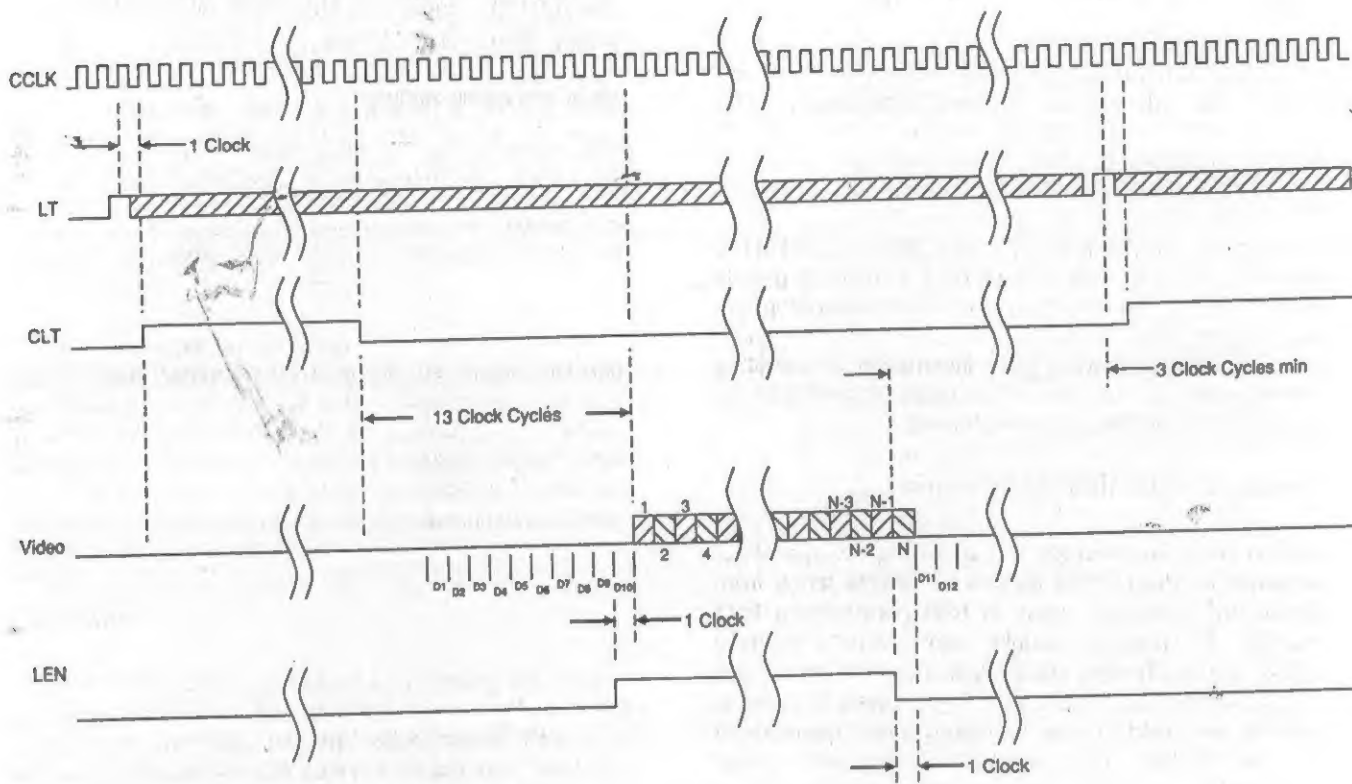 CCLK
1 Clock
LT
CLT
3 Clock Cycles min
13 Clock Cycles
1 3 N-3 N-1
Video
2 4 N-2 N
D1 D2 D3 D4 D5 D6 D7 D8 D9 D10 D11 D12
1 Clock
LEN
1 Clock